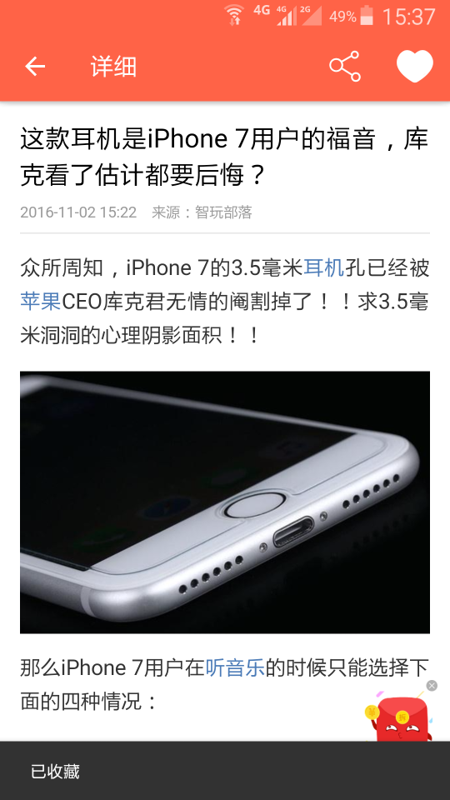 4G 4G 2G 49% 15:37
详细
这款耳机是iPhone 7用户的福音，库
克看了估计都要后悔？
2016-11-02 15:22 来源：智玩部落
众所周知，iPhone 7的3.5毫米耳机孔已经被
苹果CEO库克君无情的阉割掉了！！求3.5毫
米洞洞的心理阴影面积！！
那么iPhone 7用户在听音乐的时候只能选择下
面的四种情况：
已收藏